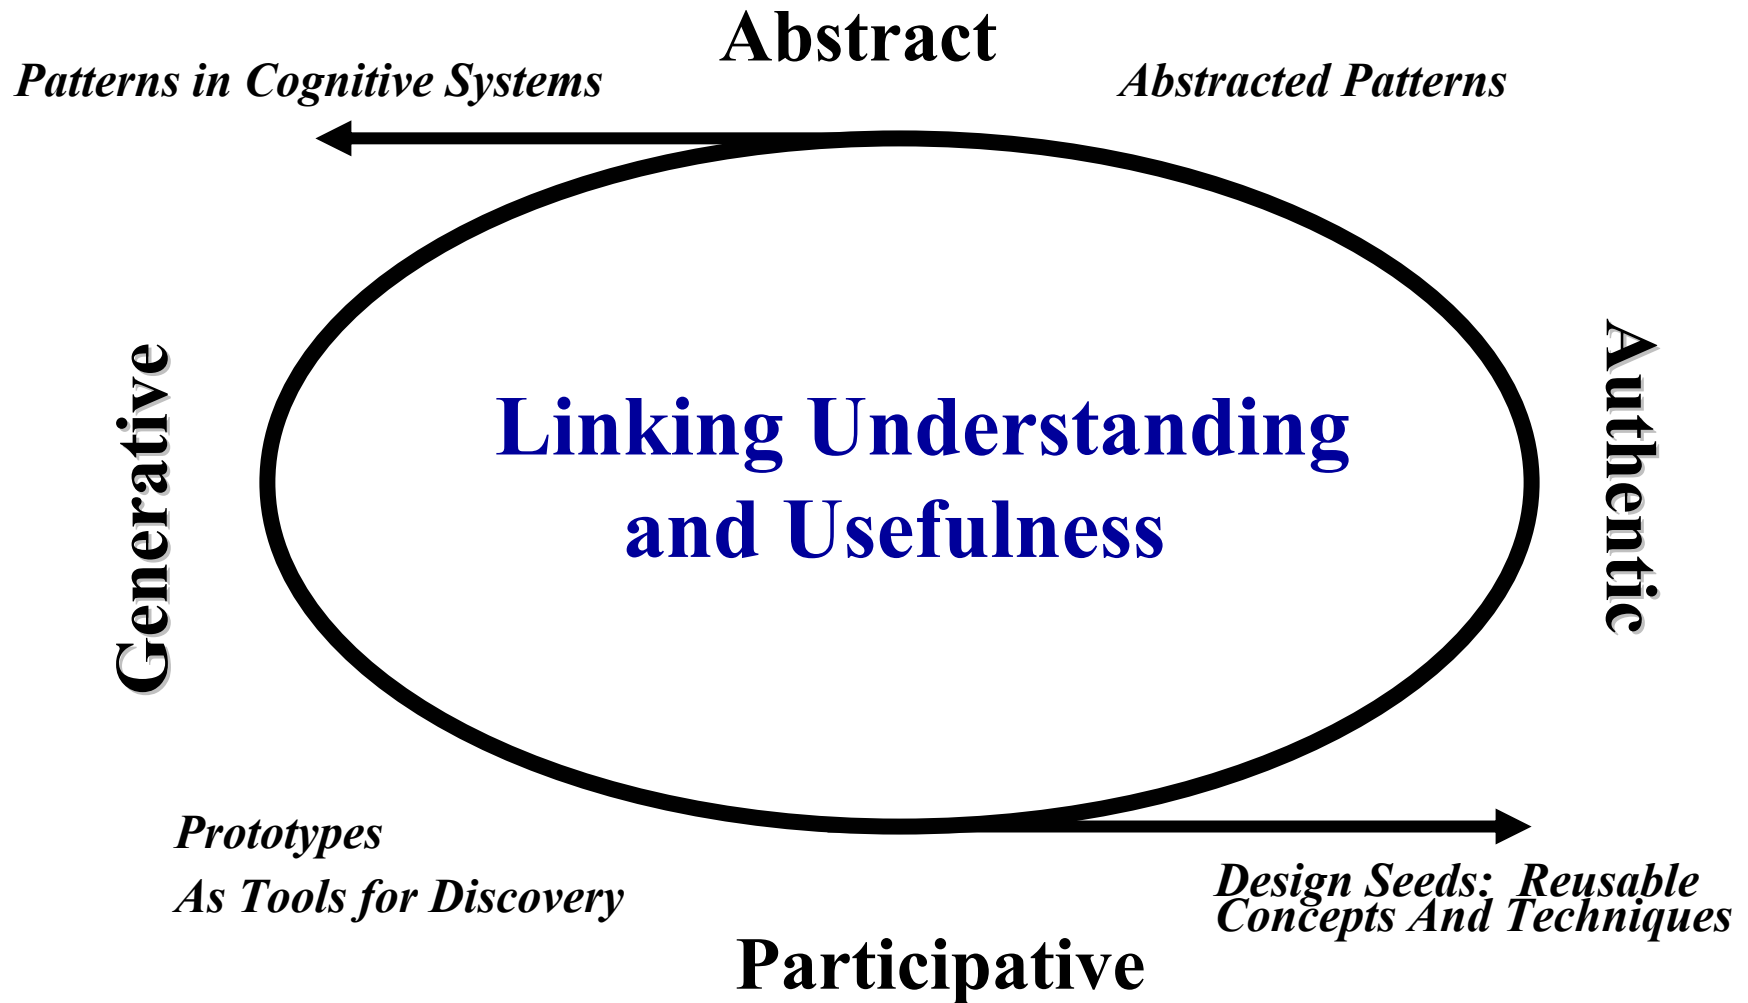 Abstract
Patterns in Cognitive Systems
Abstracted Patterns
Generative
Linking Understanding
and Usefulness
Authentic
Prototypes
As Tools for Discovery
Design Seeds: Reusable
Concepts And Techniques
Participative